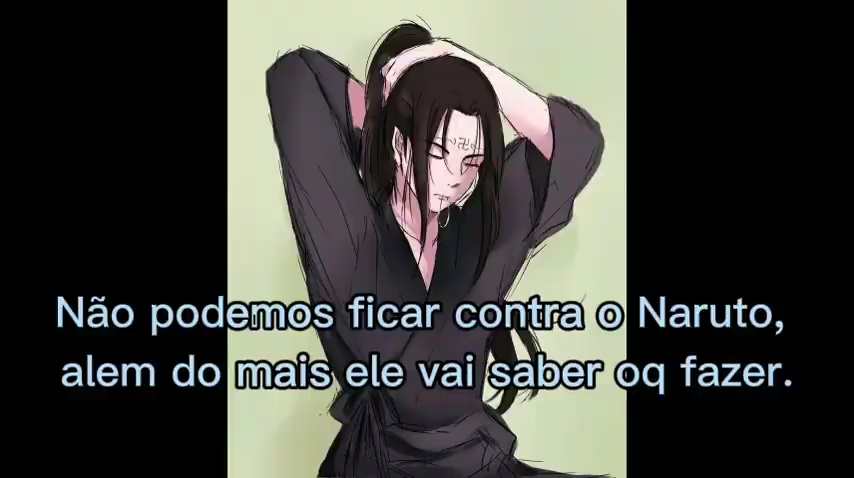 Não podemos ficar contra o Naruto,
alem do mais ele vai saber oq fazer.